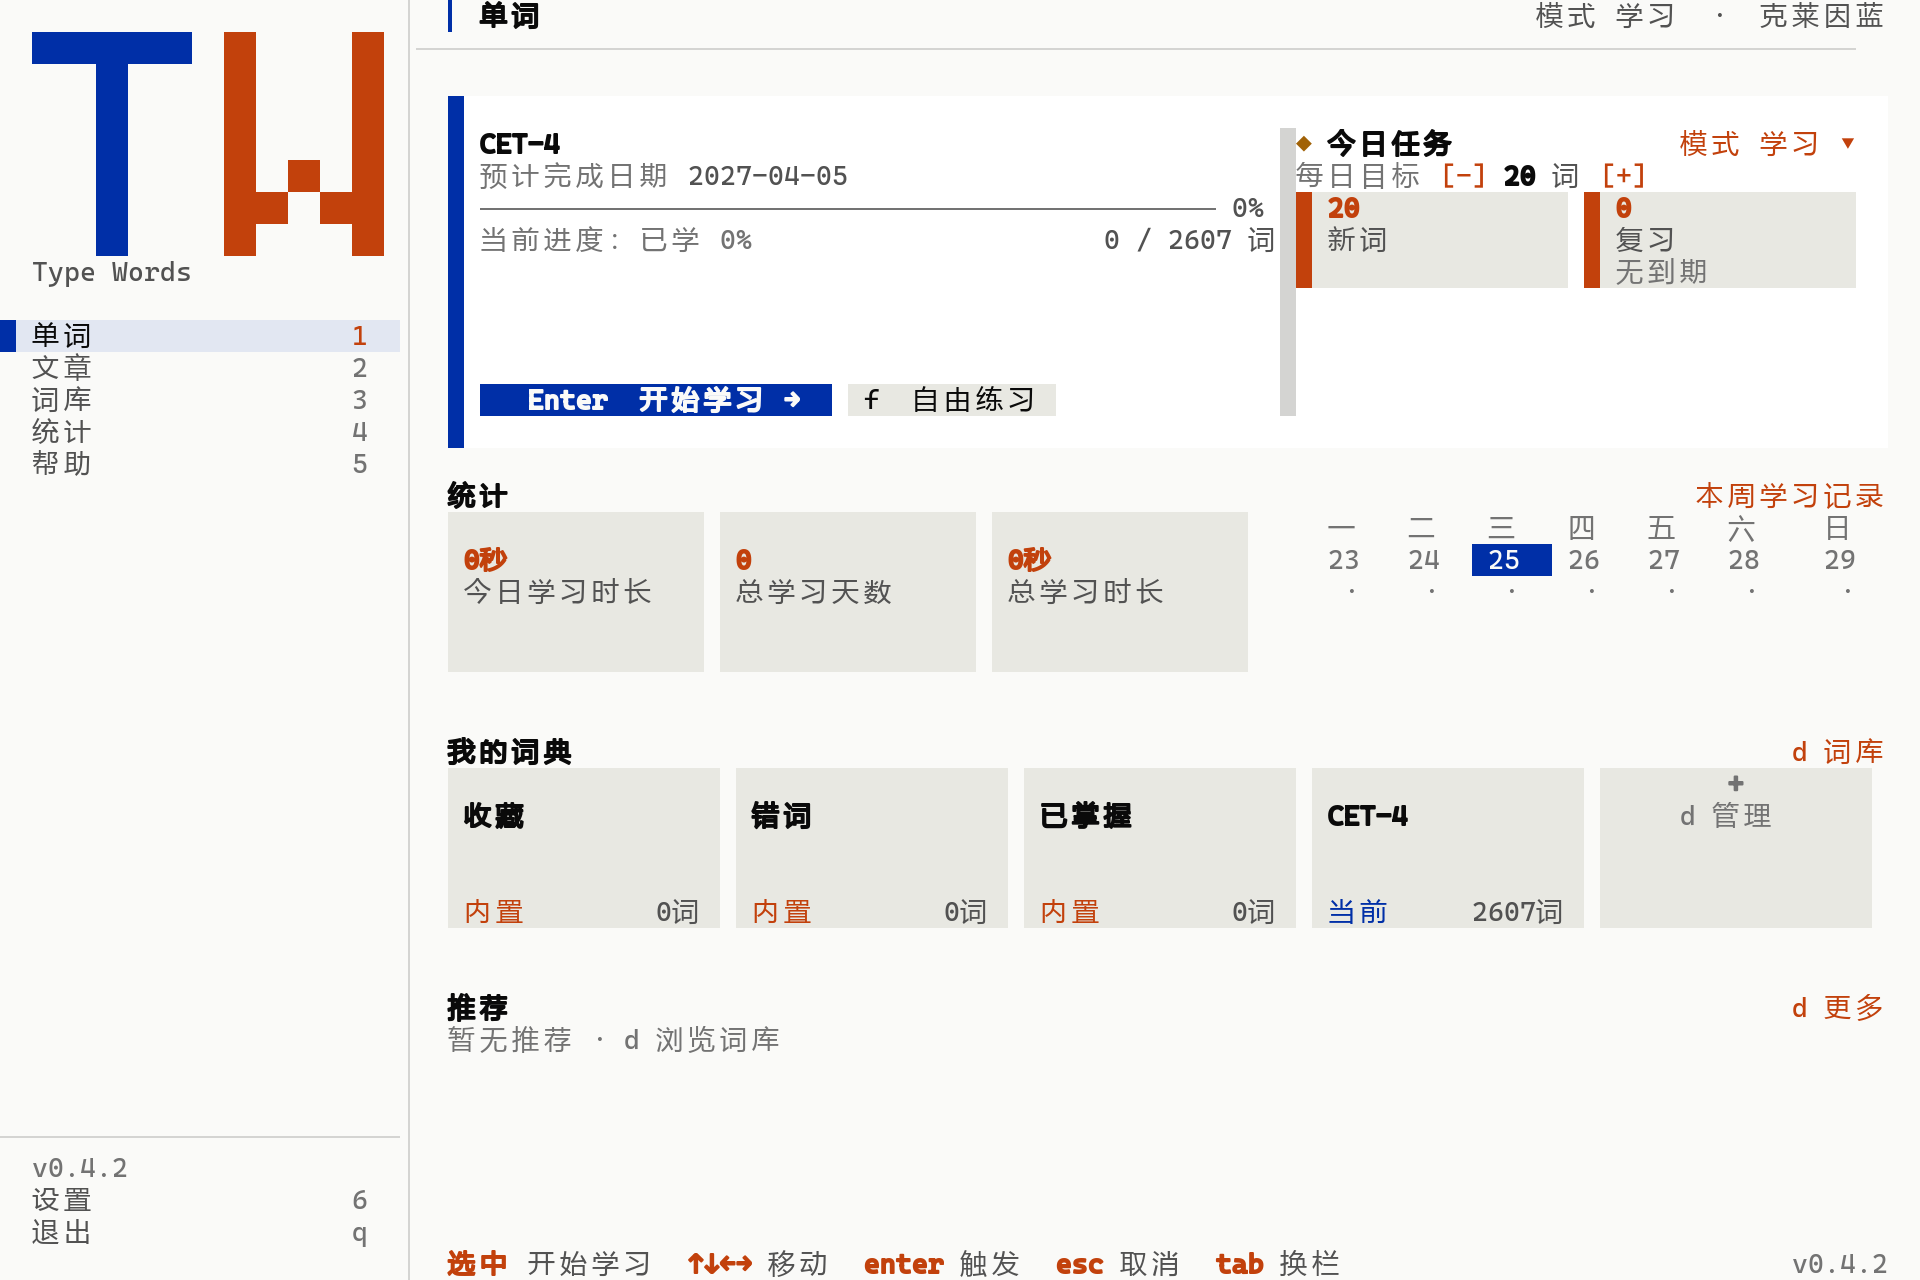 TW
Type Words
单词 1
文章 2
词库 3
统计 4
帮助 5
v0.4.2
设置 6
退出 q
单词
模式 学习 · 克莱因蓝
CET-4
预计完成日期 2027-04-05
0%
当前进度: 已学 0% 0 / 2607 词
Enter 开始学习 → f 自由练习
◆ 今日任务 模式 学习 ▼
每日目标 [-] 20 词 [+]
20
新词
0
复习
无到期
统计
0秒
今日学习时长
0
总学习天数
0秒
总学习时长
本周学习记录
一 二 三 四 五 六 日
23 24 25 26 27 28 29
· · · · · · ·
我的词典 d 词库
收藏
内置 0词
错词
内置 0词
已掌握
内置 0词
CET-4
当前 2607词
+
d 管理
推荐 d 更多
暂无推荐 · d 浏览词库
选中 开始学习 ↑↓←→ 移动 enter 触发 esc 取消 tab 换栏 v0.4.2